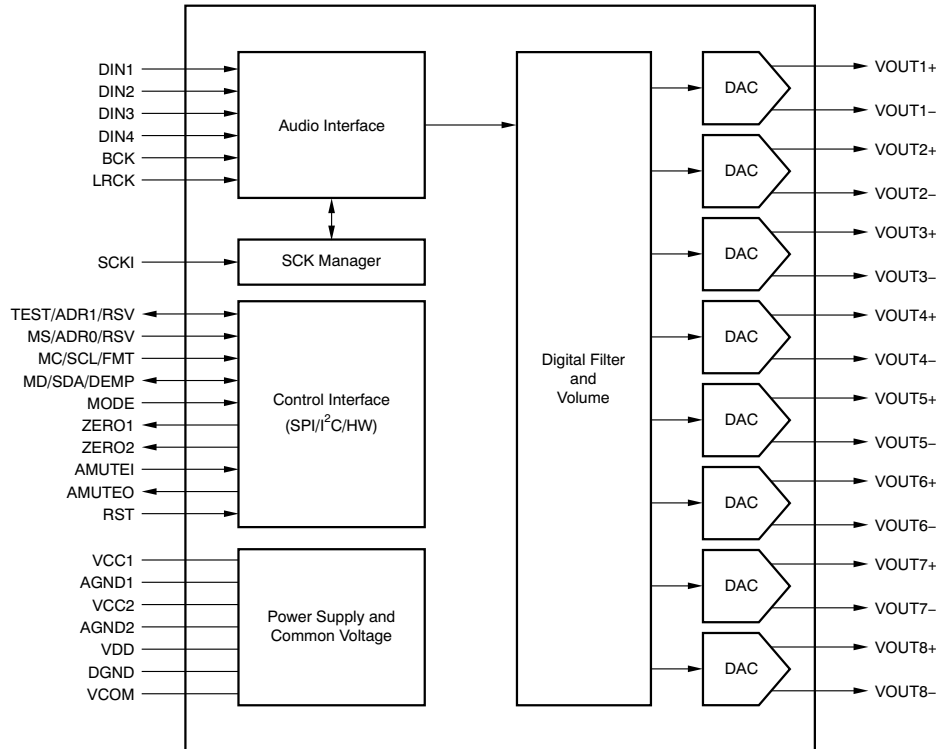 DIN1
DIN2
DIN3
DIN4
BCK
LRCK
Audio Interface
SCKI
SCK Manager
TEST/ADR1/RSV
MS/ADR0/RSV
MC/SCL/FMT
MD/SDA/DEMP
MODE
ZERO1
ZERO2
AMUTEI
AMUTEO
RST
Control Interface
(SPI/I²C/HW)
VCC1
AGND1
VCC2
AGND2
VDD
DGND
VCOM
Power Supply and
Common Voltage
Digital Filter
and
Volume
DAC
DAC
DAC
DAC
DAC
DAC
DAC
DAC
VOUT1+
VOUT1−
VOUT2+
VOUT2−
VOUT3+
VOUT3−
VOUT4+
VOUT4−
VOUT5+
VOUT5−
VOUT6+
VOUT6−
VOUT7+
VOUT7−
VOUT8+
VOUT8−